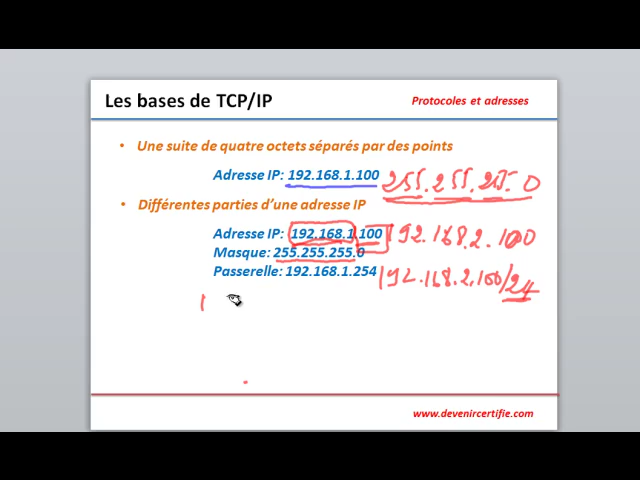 Les bases de TCP/IP
Protocoles et adresses
• Une suite de quatre octets séparés par des points
Adresse IP: 192.168.1.100
255.255.255.0
• Différentes parties d'une adresse IP
Adresse IP: 192.168.1.100
192.168.2.100
Masque: 255.255.255.0
Passerelle: 192.168.1.254
192.168.2.100/24
www.devenircertifie.com